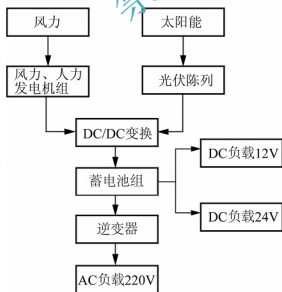 风力
太阳能
风力、人力
发电机组
光伏陈列
DC/DC变换
DC负载12V
蓄电池组
DC负载24V
逆变器
AC负载220V